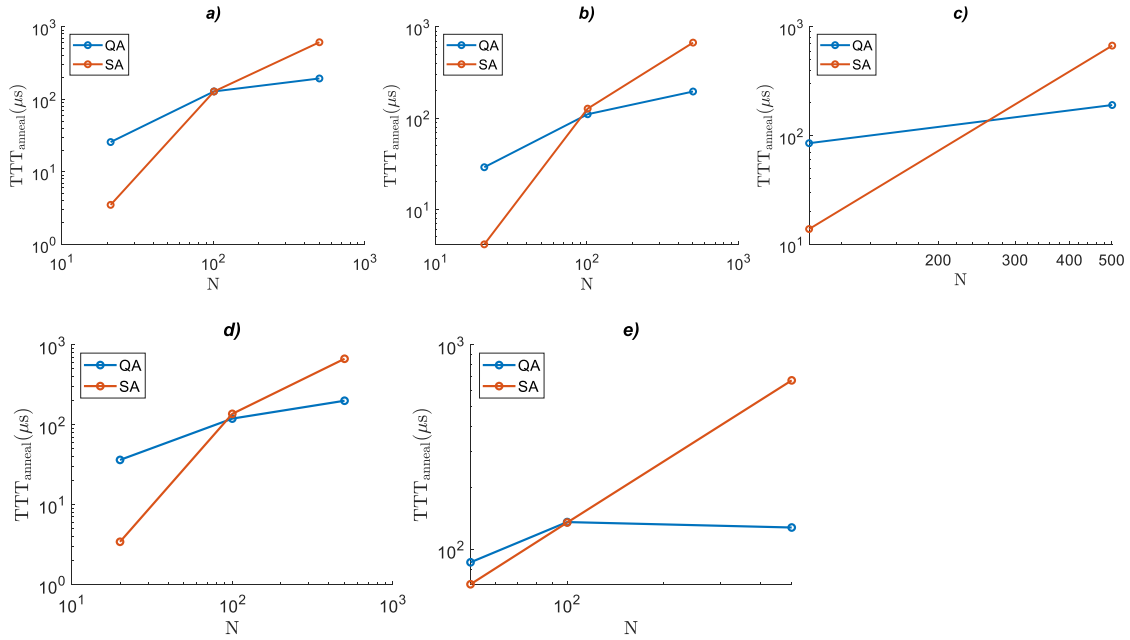 a)
10^3
10^2
10^1
10^0
TTT_anneal(μs)
QA
SA
10^1
10^2
10^3
N
b)
10^3
10^2
10^1
TTT_anneal(μs)
QA
SA
10^1
10^2
10^3
N
c)
10^3
10^2
10^1
TTT_anneal(μs)
QA
SA
200
300
400
500
N
d)
10^3
10^2
10^1
10^0
TTT_anneal(μs)
QA
SA
10^1
10^2
10^3
N
e)
10^3
10^2
TTT_anneal(μs)
QA
SA
10^2
N